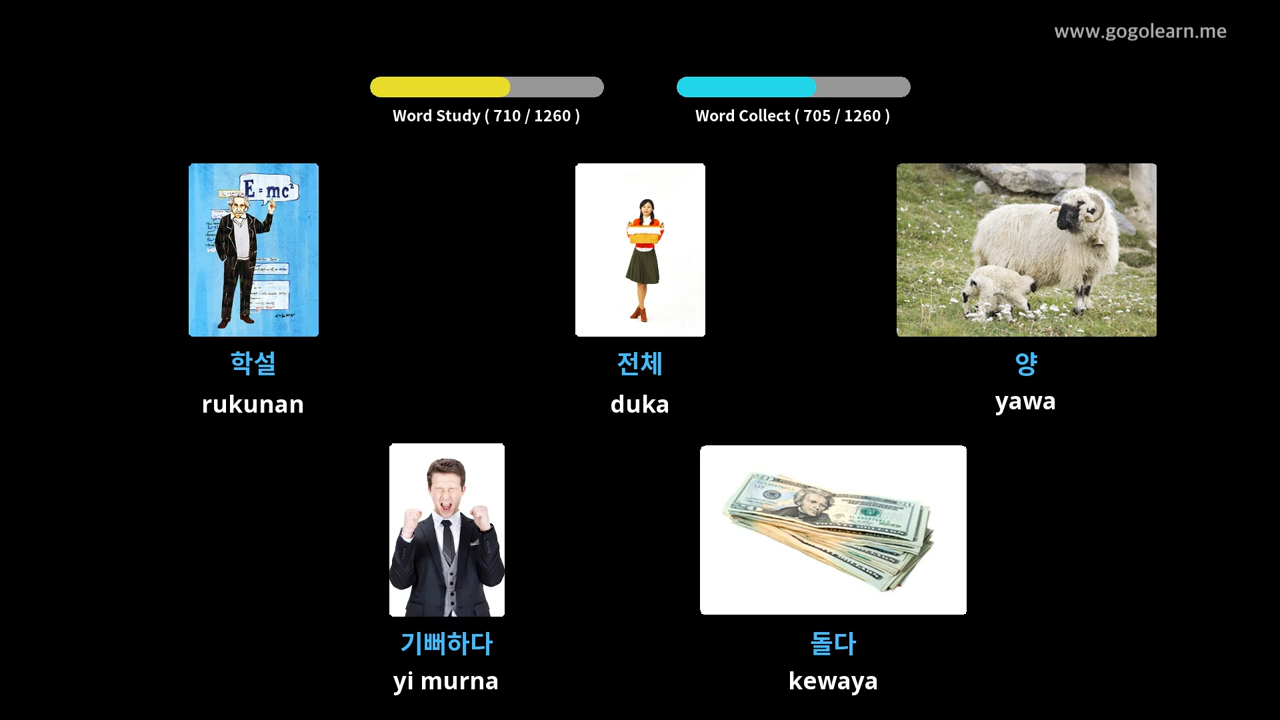 www.gogolearn.me
Word Study ( 710 / 1260 )
Word Collect ( 705 / 1260 )
E=mc²
학설
rukunan
전체
duka
양
yawa
기뻐하다
yi murna
돌다
kewaya